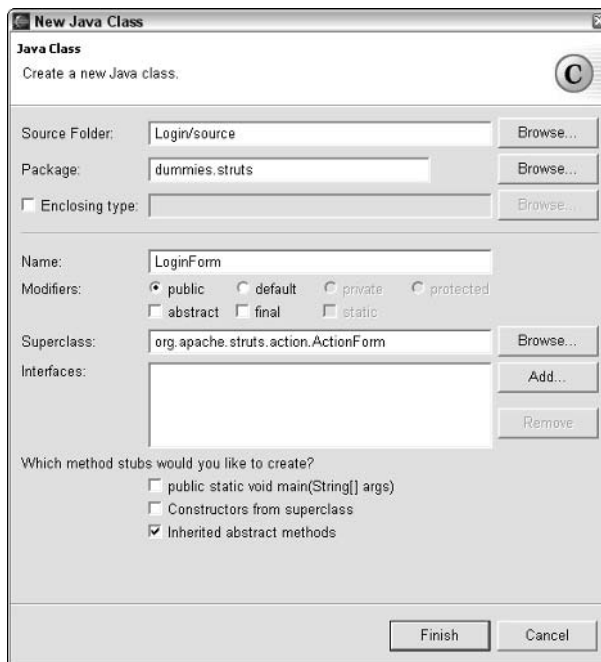 New Java Class
Java Class
Create a new Java class.
C
Source Folder: Login/source Browse...
Package: dummies.struts Browse...
Enclosing type: Browse...
Name: LoginForm
Modifiers: public default private protected
abstract final static
Superclass: org.apache.struts.action.ActionForm Browse...
Interfaces: Add...
Remove
Which method stubs would you like to create?
public static void main(String[] args)
Constructors from superclass
Inherited abstract methods
Finish Cancel